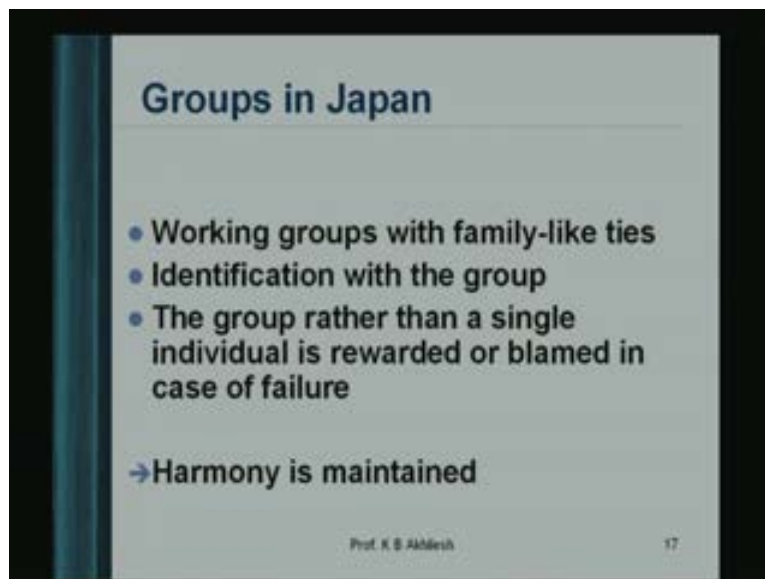 Groups in Japan
Working groups with family-like ties
Identification with the group
The group rather than a single
individual is rewarded or blamed in
case of failure
Harmony is maintained
Prof. K B Akhilesh
17